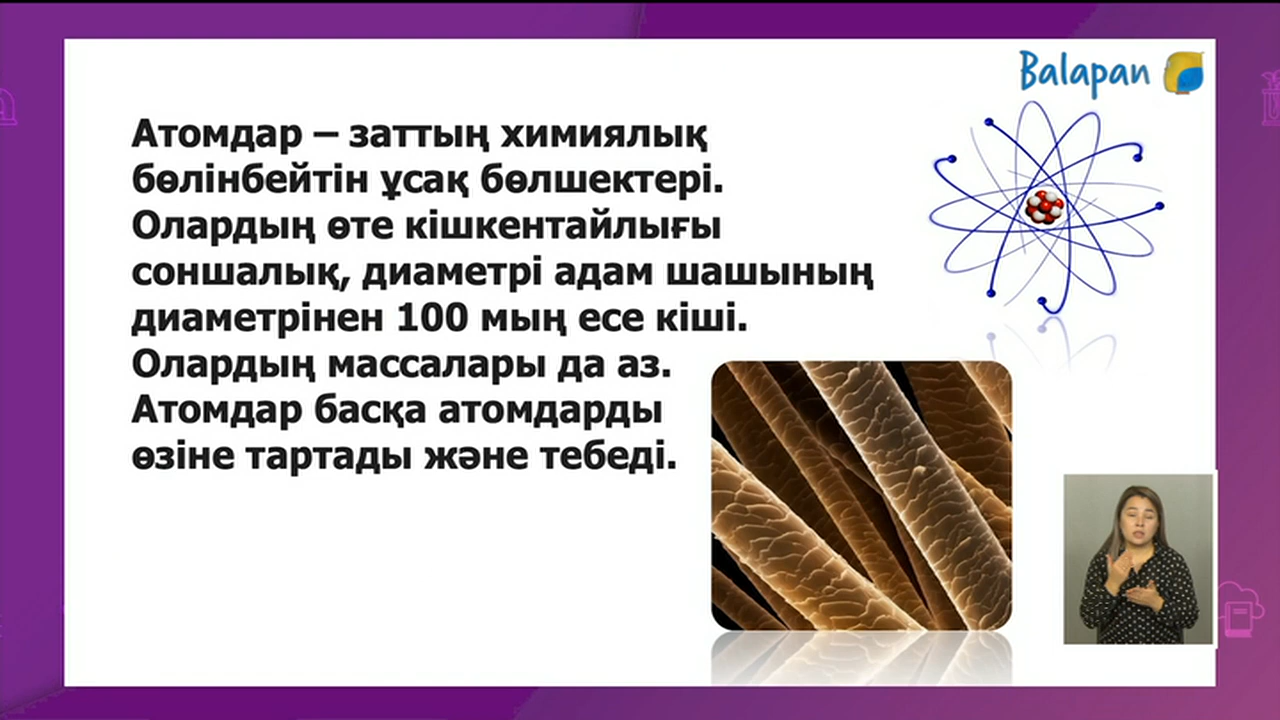 Balapan
Атомдар – заттың химиялық
бөлінбейтін ұсақ бөлшектері.
Олардың өте кішкентайлығы
соншалық, диаметрі адам шашының
диаметрінен 100 мың есе кіші.
Олардың массалары да аз.
Атомдар басқа атомдарды
өзіне тартады және тебеді.